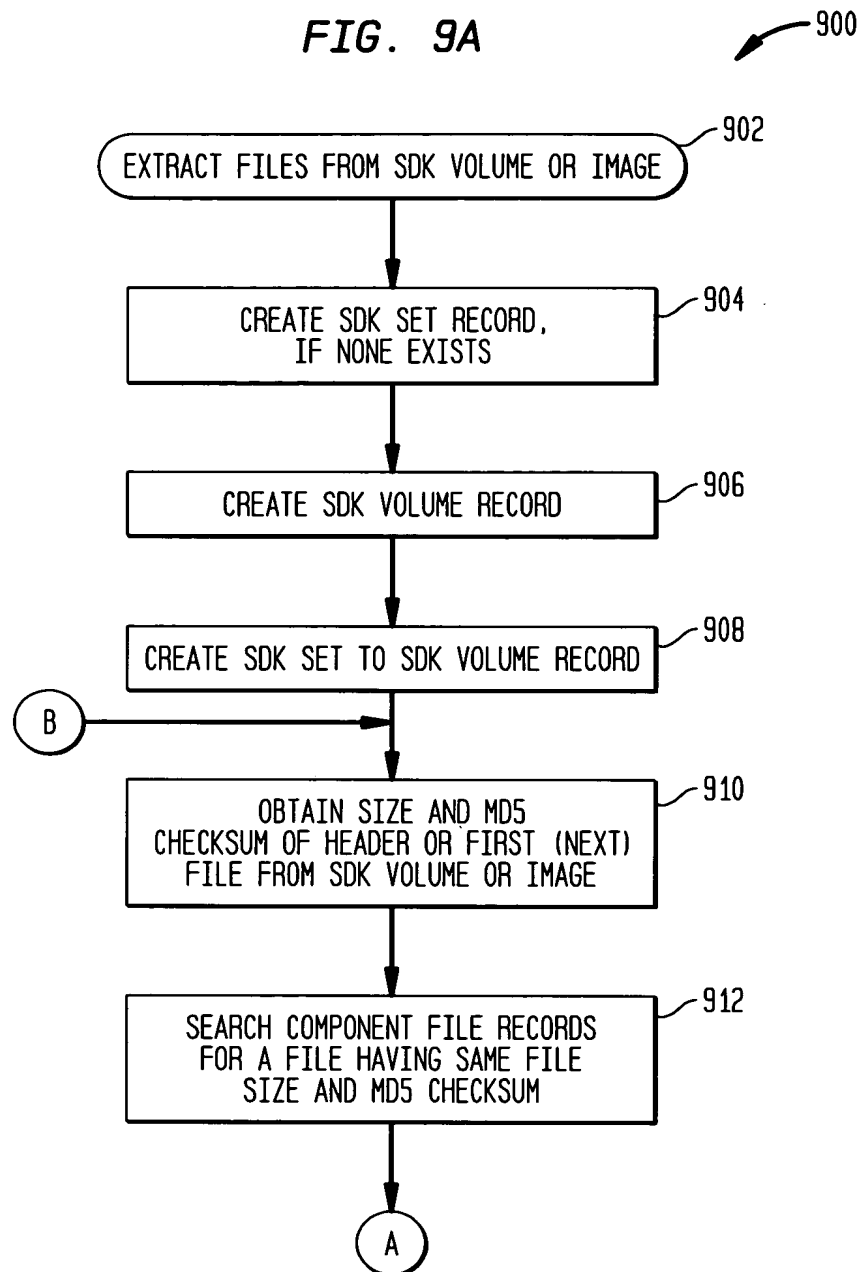 FIG. 9A
900
902
EXTRACT FILES FROM SDK VOLUME OR IMAGE
904
CREATE SDK SET RECORD,
IF NONE EXISTS
906
CREATE SDK VOLUME RECORD
908
CREATE SDK SET TO SDK VOLUME RECORD
B
910
OBTAIN SIZE AND MD5
CHECKSUM OF HEADER OR FIRST (NEXT)
FILE FROM SDK VOLUME OR IMAGE
912
SEARCH COMPONENT FILE RECORDS
FOR A FILE HAVING SAME FILE
SIZE AND MD5 CHECKSUM
A